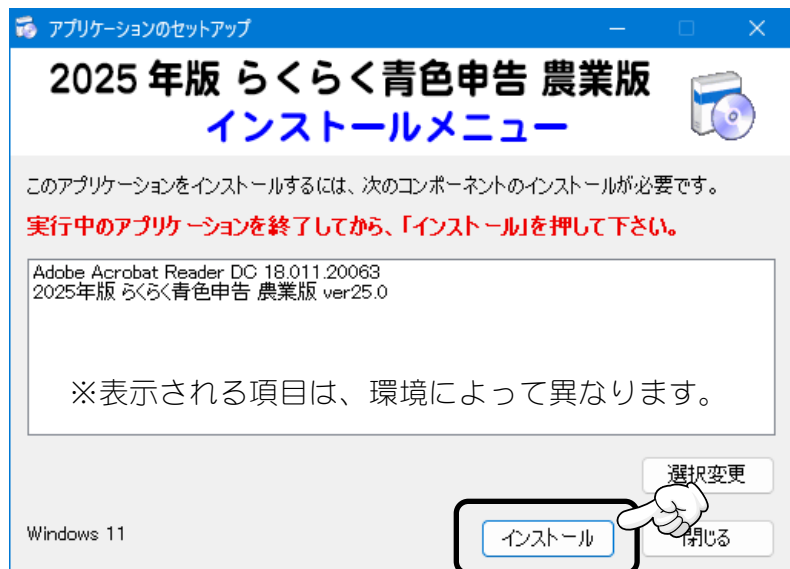 アプリケーションのセットアップ
2025 年版 らくらく青色申告 農業版
インストールメニュー
このアプリケーションをインストールするには、次のコンポーネントのインストールが必要です。
実行中のアプリケーションを終了してから、「インストール」を押して下さい。
Adobe Acrobat Reader DC 18.011.20063
2025年版 らくらく青色申告 農業版 ver25.0
※表示される項目は、環境によって異なります。
選択変更
Windows 11
インストール
閉じる